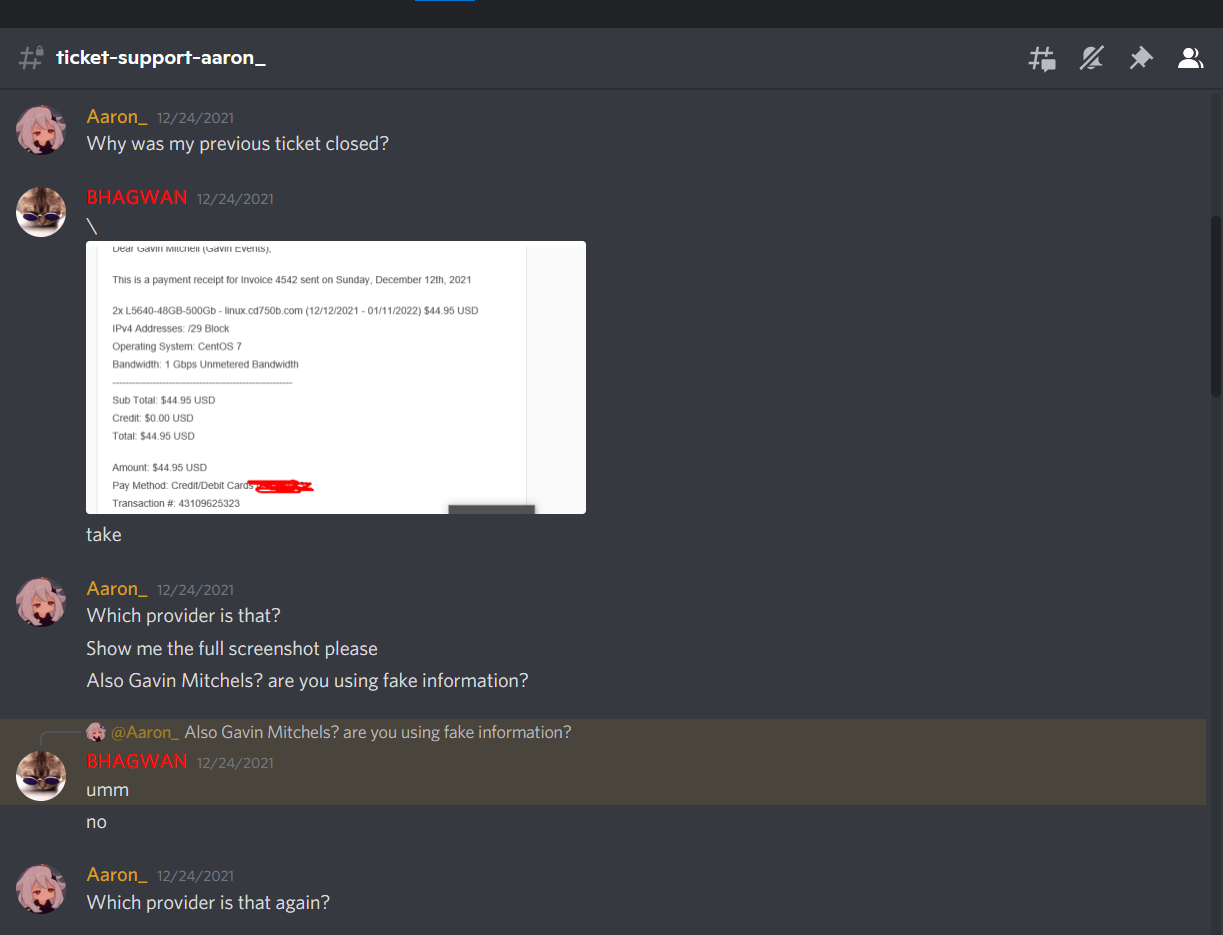 ticket-support-aaron_
Aaron_ 12/24/2021
Why was my previous ticket closed?
BHAGWAN 12/24/2021
\
Dear Gavin Mitchell (Gavin Events),
This is a payment receipt for Invoice 4542 sent on Sunday, December 12th, 2021
2x L5640-48GB-500Gb - linux.cd750b.com (12/12/2021 - 01/11/2022) $44.95 USD
IPv4 Addresses: /29 Block
Operating System: CentOS 7
Bandwidth: 1 Gbps Unmetered Bandwidth
------------------------------------------------------
Sub Total: $44.95 USD
Credit: $0.00 USD
Total: $44.95 USD
Amount: $44.95 USD
Pay Method: Credit/Debit Cards
Transaction #: 43109625323
take
Aaron_ 12/24/2021
Which provider is that?
Show me the full screenshot please
Also Gavin Mitchels? are you using fake information?
@Aaron_ Also Gavin Mitchels? are you using fake information?
BHAGWAN 12/24/2021
umm
no
Aaron_ 12/24/2021
Which provider is that again?